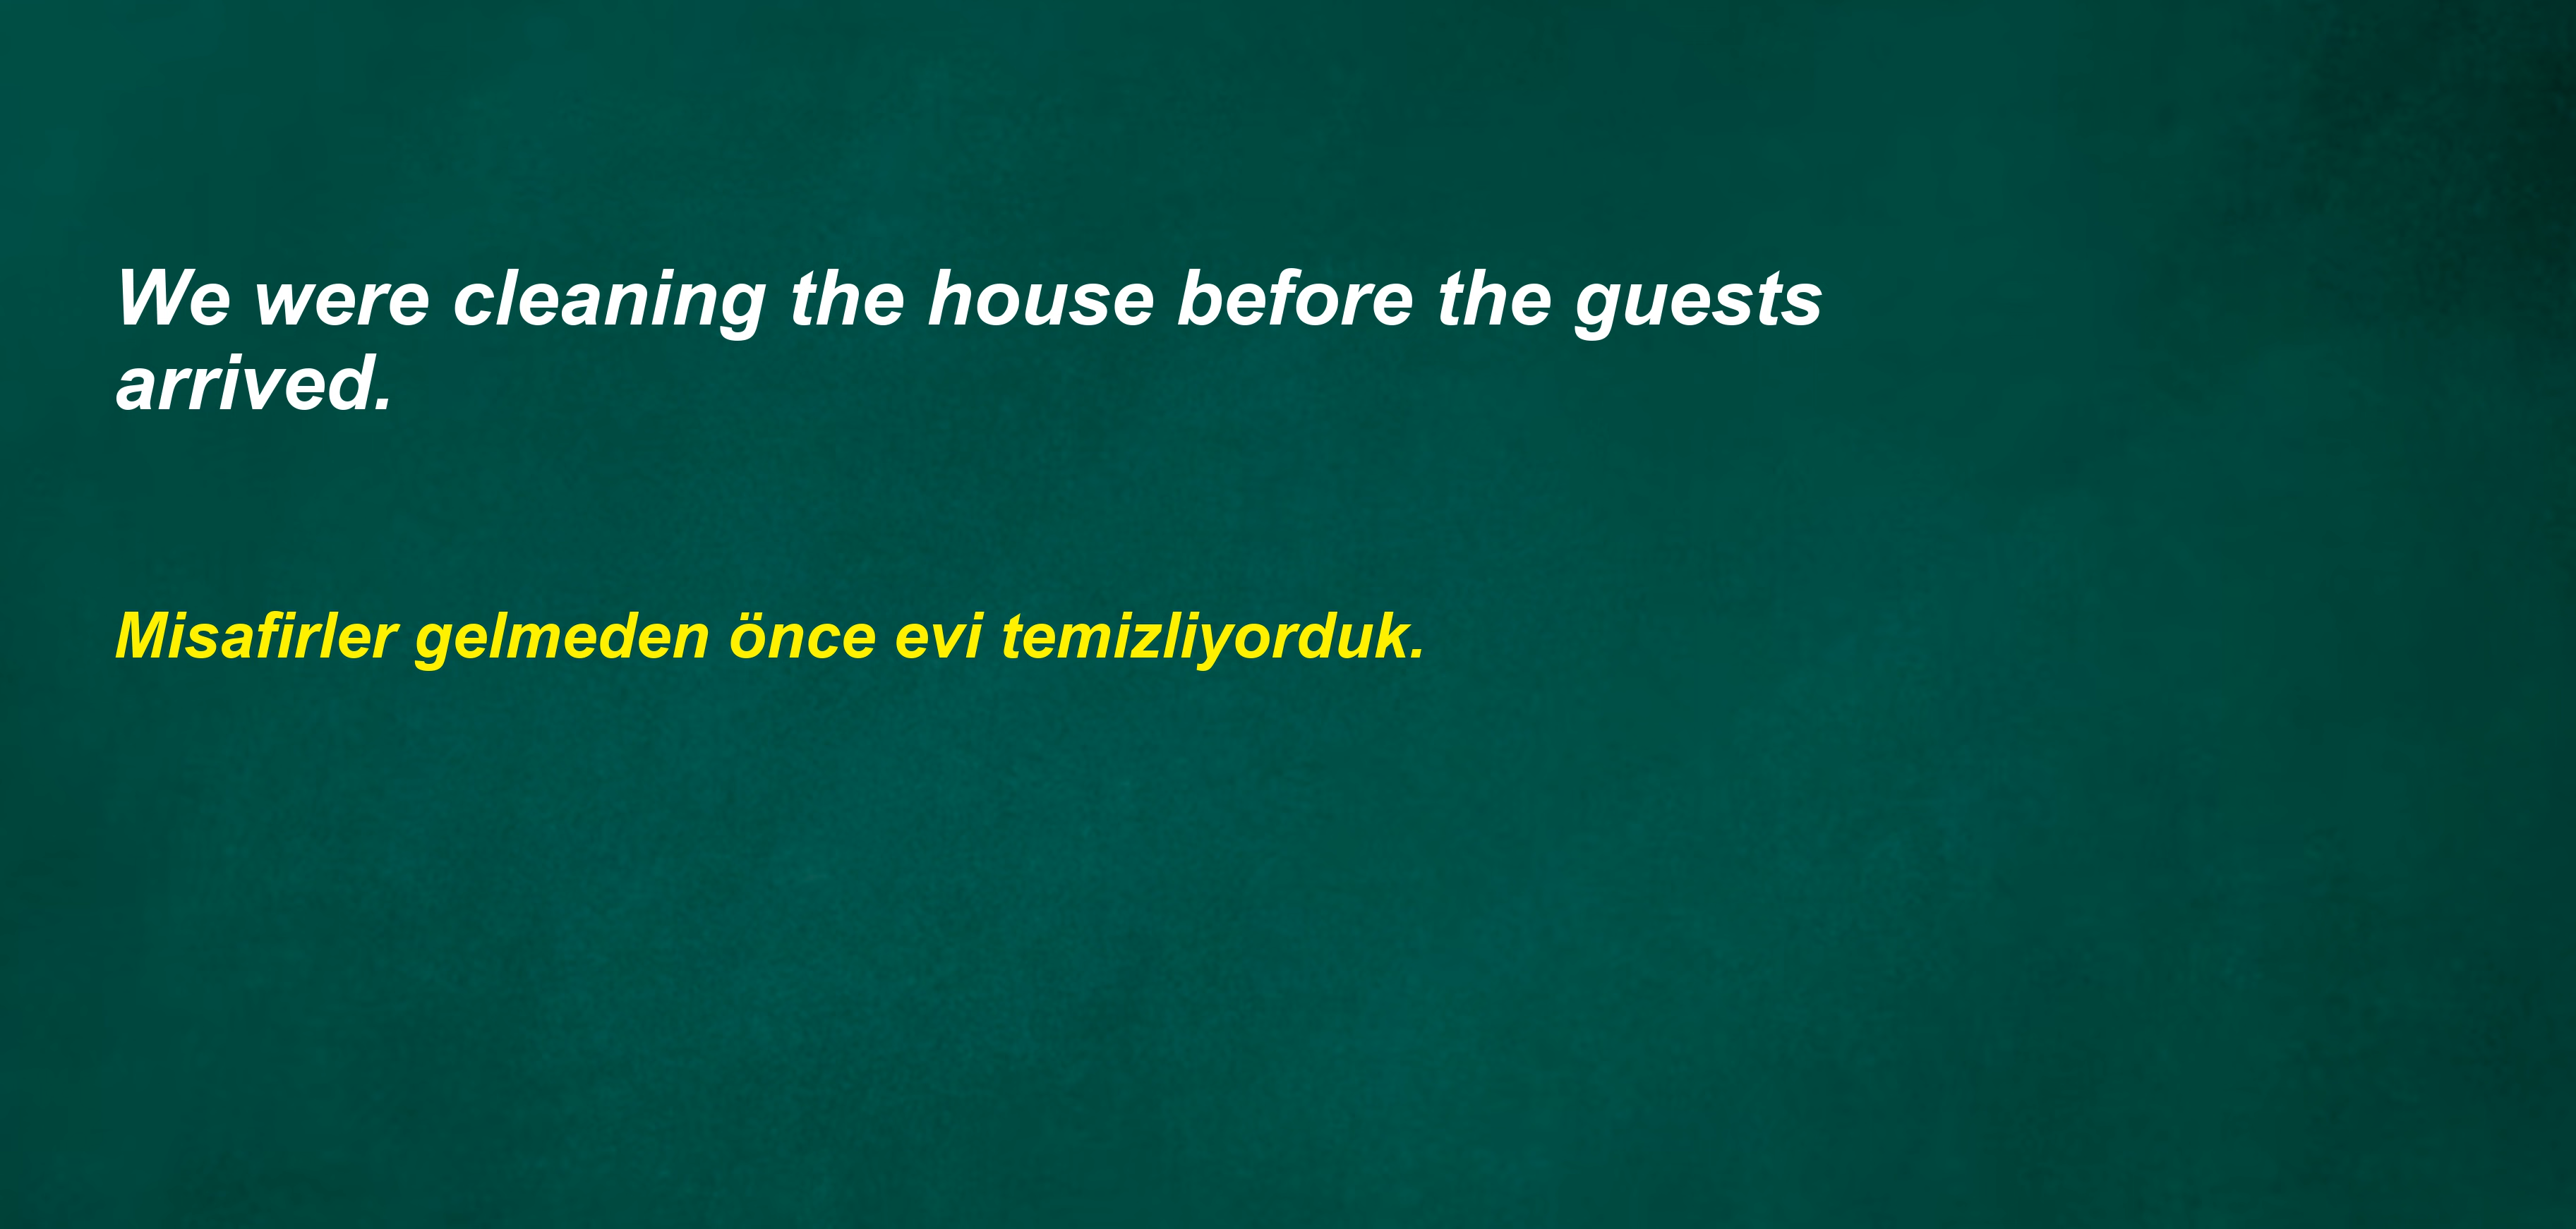 We were cleaning the house before the guests
arrived.
Misafirler gelmeden önce evi temizliyorduk.